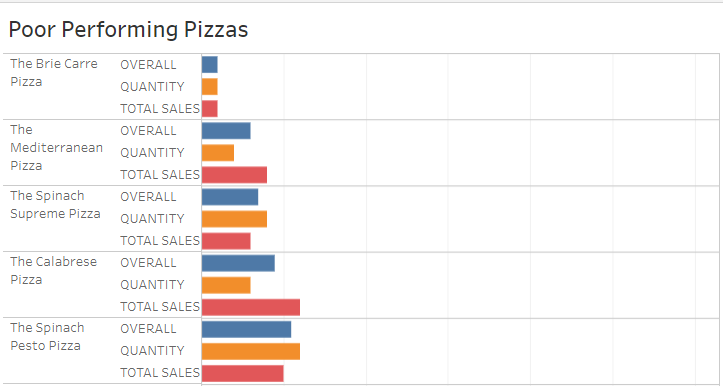 Poor Performing Pizzas
The Brie Carre
Pizza
OVERALL
QUANTITY
TOTAL SALES
The
Mediterranean
Pizza
OVERALL
QUANTITY
TOTAL SALES
The Spinach
Supreme Pizza
OVERALL
QUANTITY
TOTAL SALES
The Calabrese
Pizza
OVERALL
QUANTITY
TOTAL SALES
The Spinach
Pesto Pizza
OVERALL
QUANTITY
TOTAL SALES